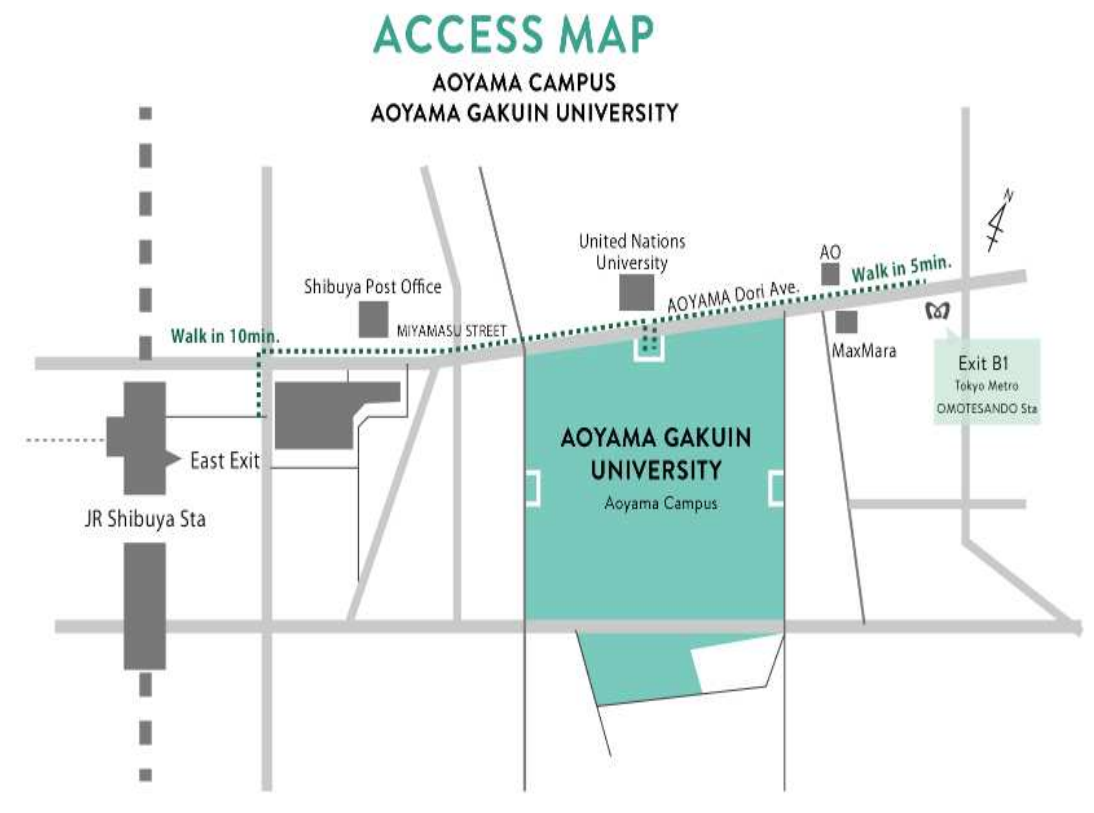 ACCESS MAP
AOYAMA CAMPUS
AOYAMA GAKUIN UNIVERSITY
N
United Nations
University
AO
Walk in 5min.
Shibuya Post Office
AOYAMA Dori Ave.
MIYAMASU STREET
Walk in 10min.
MaxMara
Exit B1
Tokyo Metro
OMOTESANDO Sta
AOYAMA GAKUIN
UNIVERSITY
Aoyama Campus
East Exit
JR Shibuya Sta